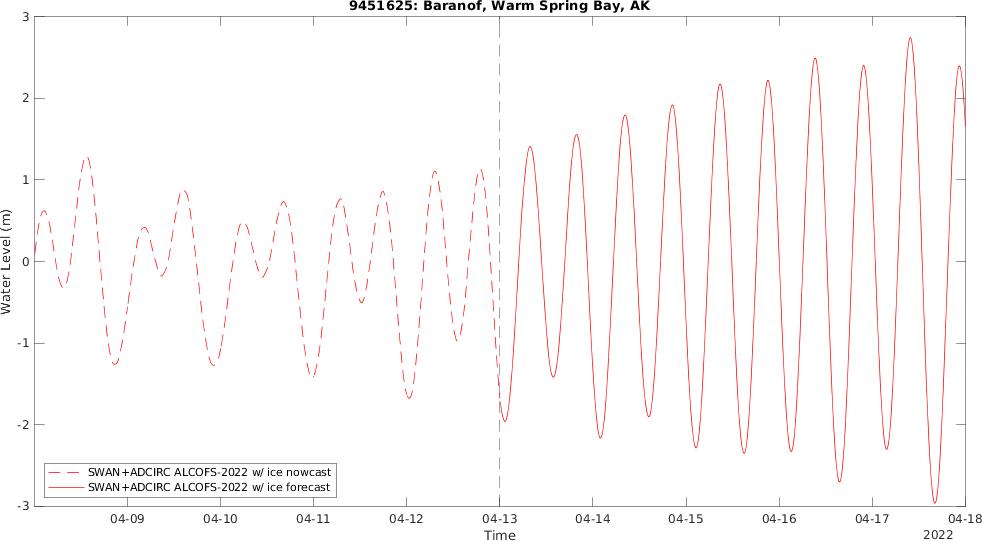 9451625: Baranof, Warm Spring Bay, AK
3
2
1
0
-1
-2
-3
Water Level (m)
SWAN+ADCIRC ALCOFS-2022 w/ ice nowcast
SWAN+ADCIRC ALCOFS-2022 w/ ice forecast
04-09 04-10 04-11 04-12 04-13 04-14 04-15 04-16 04-17 04-18
Time
2022